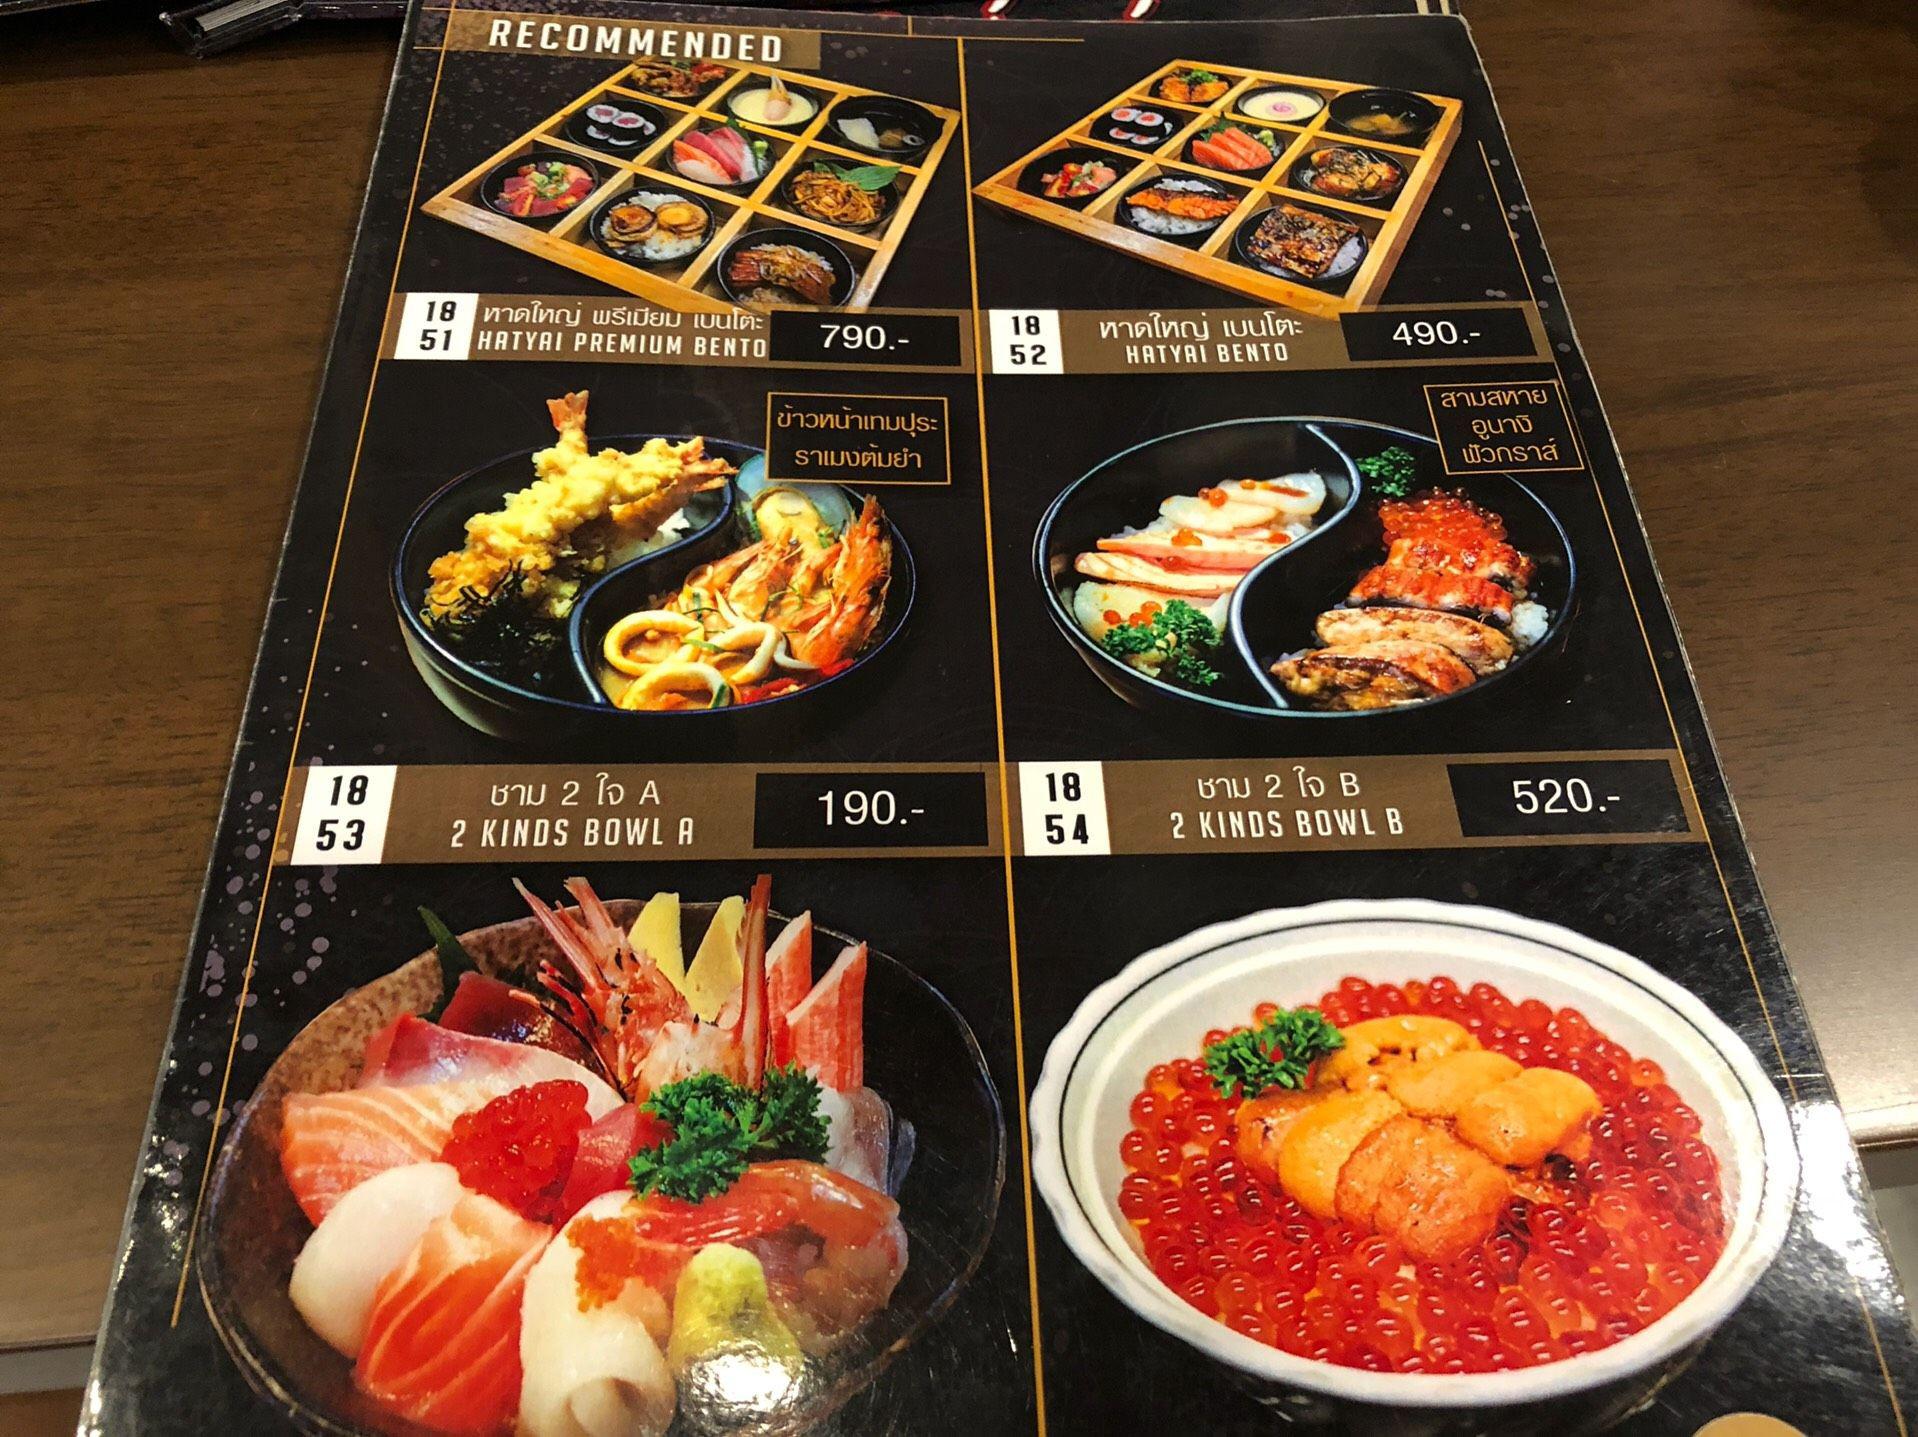 RECOMMENDED
18
51
หาดใหญ่ พรีเมียม เบนโตะ
HATYAI PREMIUM BENTO
790.-
18
52
หาดใหญ่ เบนโตะ
HATYAI BENTO
490.-
ข้าวหน้าเทมปุระ
ราเมงต้มยำ
สามสหาย
อูนางิ
ฟัวกราส์
18
53
ชาม 2 ใจ A
2 KINDS BOWL A
190.-
18
54
ชาม 2 ใจ B
2 KINDS BOWL B
520.-